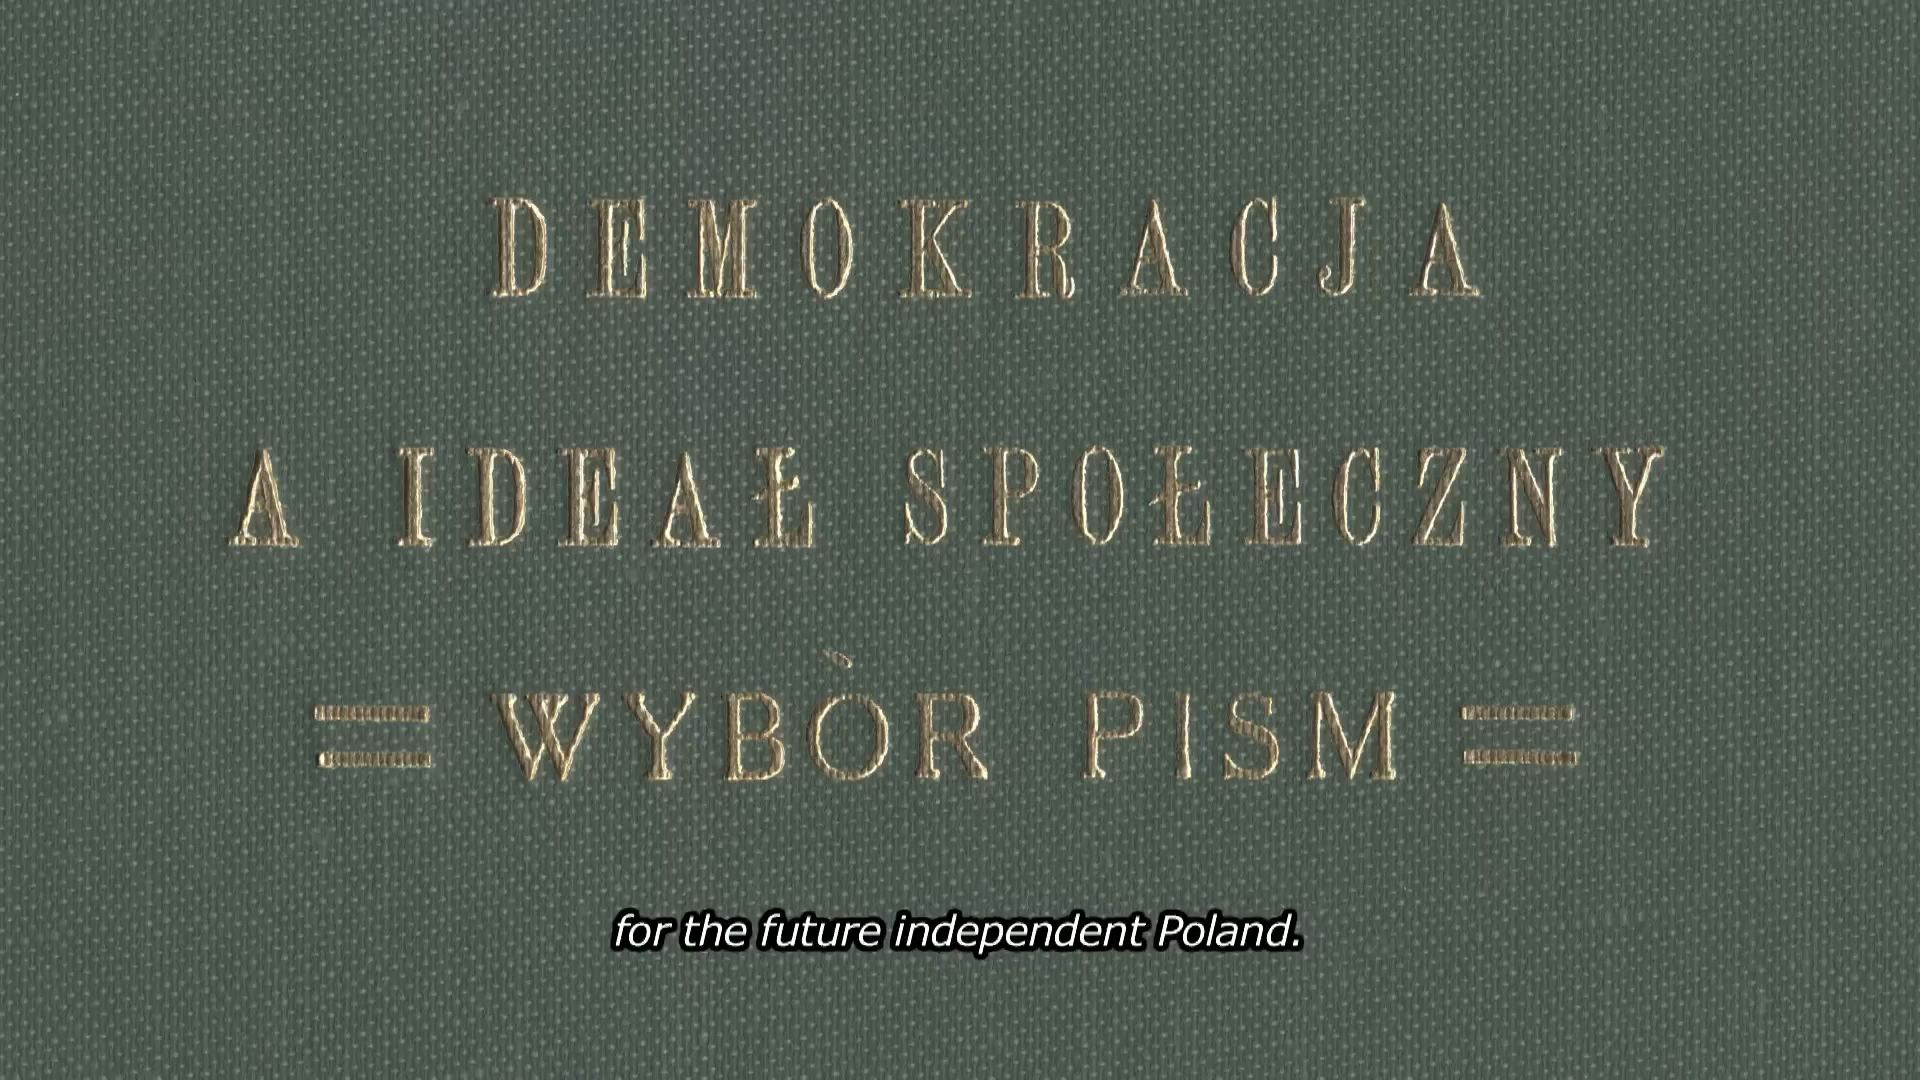 DEMOKRACJA
A IDEAŁ SPOŁECZNY
= WYBÒR PISM =
for the future independent Poland.